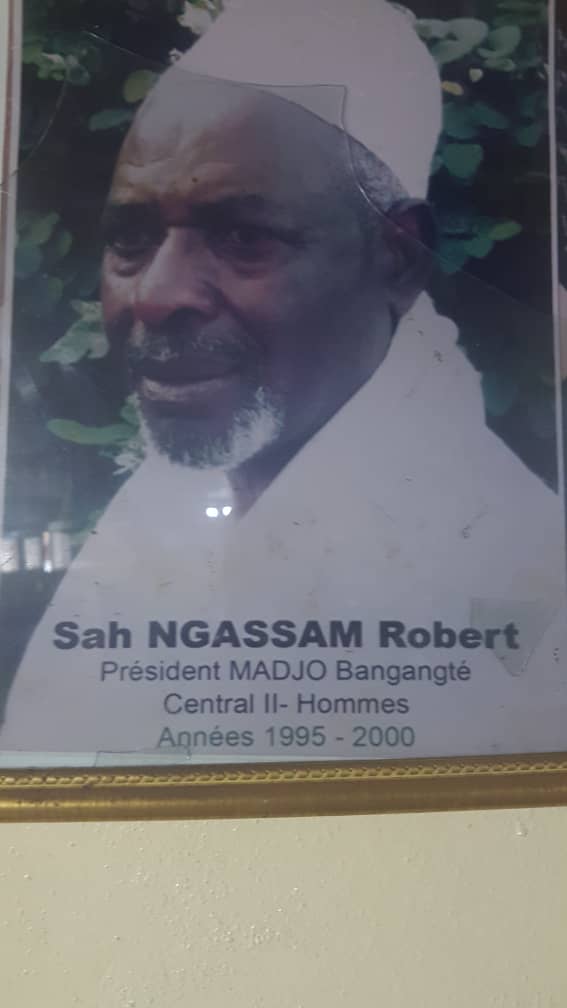 Sah NGASSAM Robert
Président MADJO Bangangté
Central II- Hommes
Années 1995 - 2000